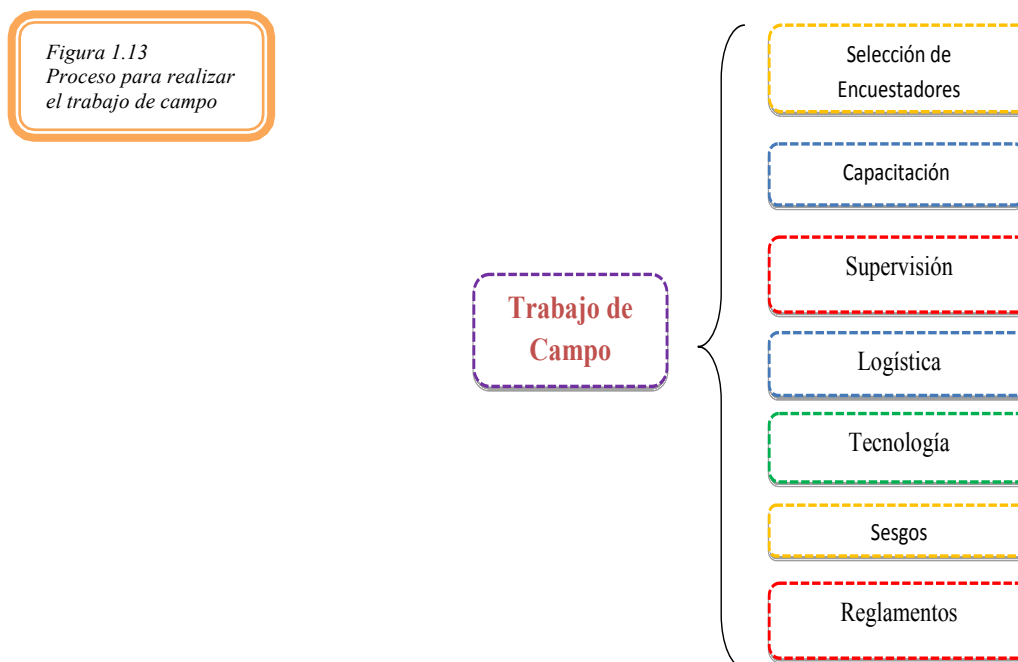 Figura 1.13
Proceso para realizar
el trabajo de campo
Selección de
Encuestadores
Capacitación
Supervisión
Trabajo de
Campo
Logística
Tecnología
Sesgos
Reglamentos